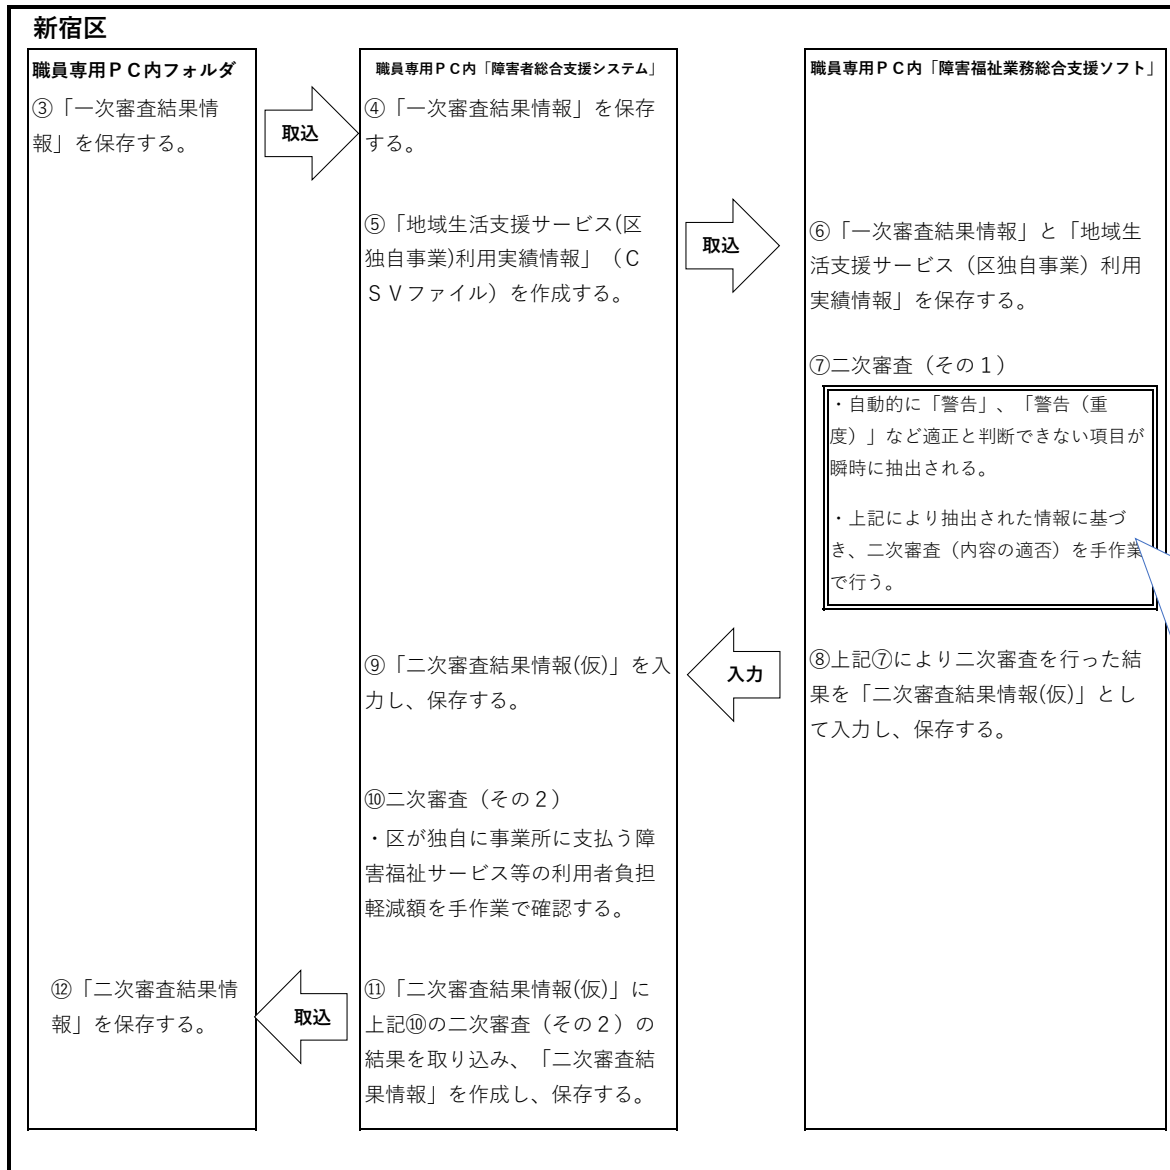 新宿区
職員専用ＰＣ内フォルダ
③「一次審査結果情
報」を保存する。
取込
職員専用ＰＣ内「障害者総合支援システム」
④「一次審査結果情報」を保存
する。
⑤「地域生活支援サービス(区
独自事業)利用実績情報」（Ｃ
ＳＶファイル）を作成する。
取込
職員専用ＰＣ内「障害福祉業務総合支援ソフト」
⑥「一次審査結果情報」と「地域生
活支援サービス（区独自事業）利用
実績情報」を保存する。
⑦二次審査（その１）
・自動的に「警告」、「警告（重
度）」など適正と判断できない項目が
瞬時に抽出される。
・上記により抽出された情報に基づ
き、二次審査（内容の適否）を手作業
で行う。
⑧上記⑦により二次審査を行った結
果を「二次審査結果情報(仮)」とし
て入力し、保存する。
入力
⑨「二次審査結果情報(仮)」を入
力し、保存する。
⑩二次審査（その２）
・区が独自に事業所に支払う障
害福祉サービス等の利用者負担
軽減額を手作業で確認する。
⑪「二次審査結果情報(仮)」に
上記⑩の二次審査（その２）の
結果を取り込み、「二次審査結
果情報」を作成し、保存する。
取込
⑫「二次審査結果情
報」を保存する。